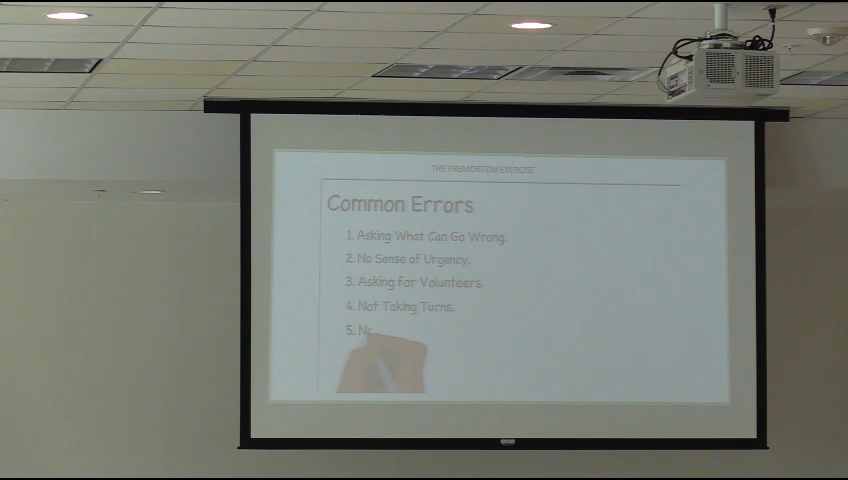 THE PREMORTEM EXERCISE
Common Errors
1. Asking What Can Go Wrong.
2. No Sense of Urgency.
3. Asking for Volunteers.
4. Not Taking Turns.
5. No